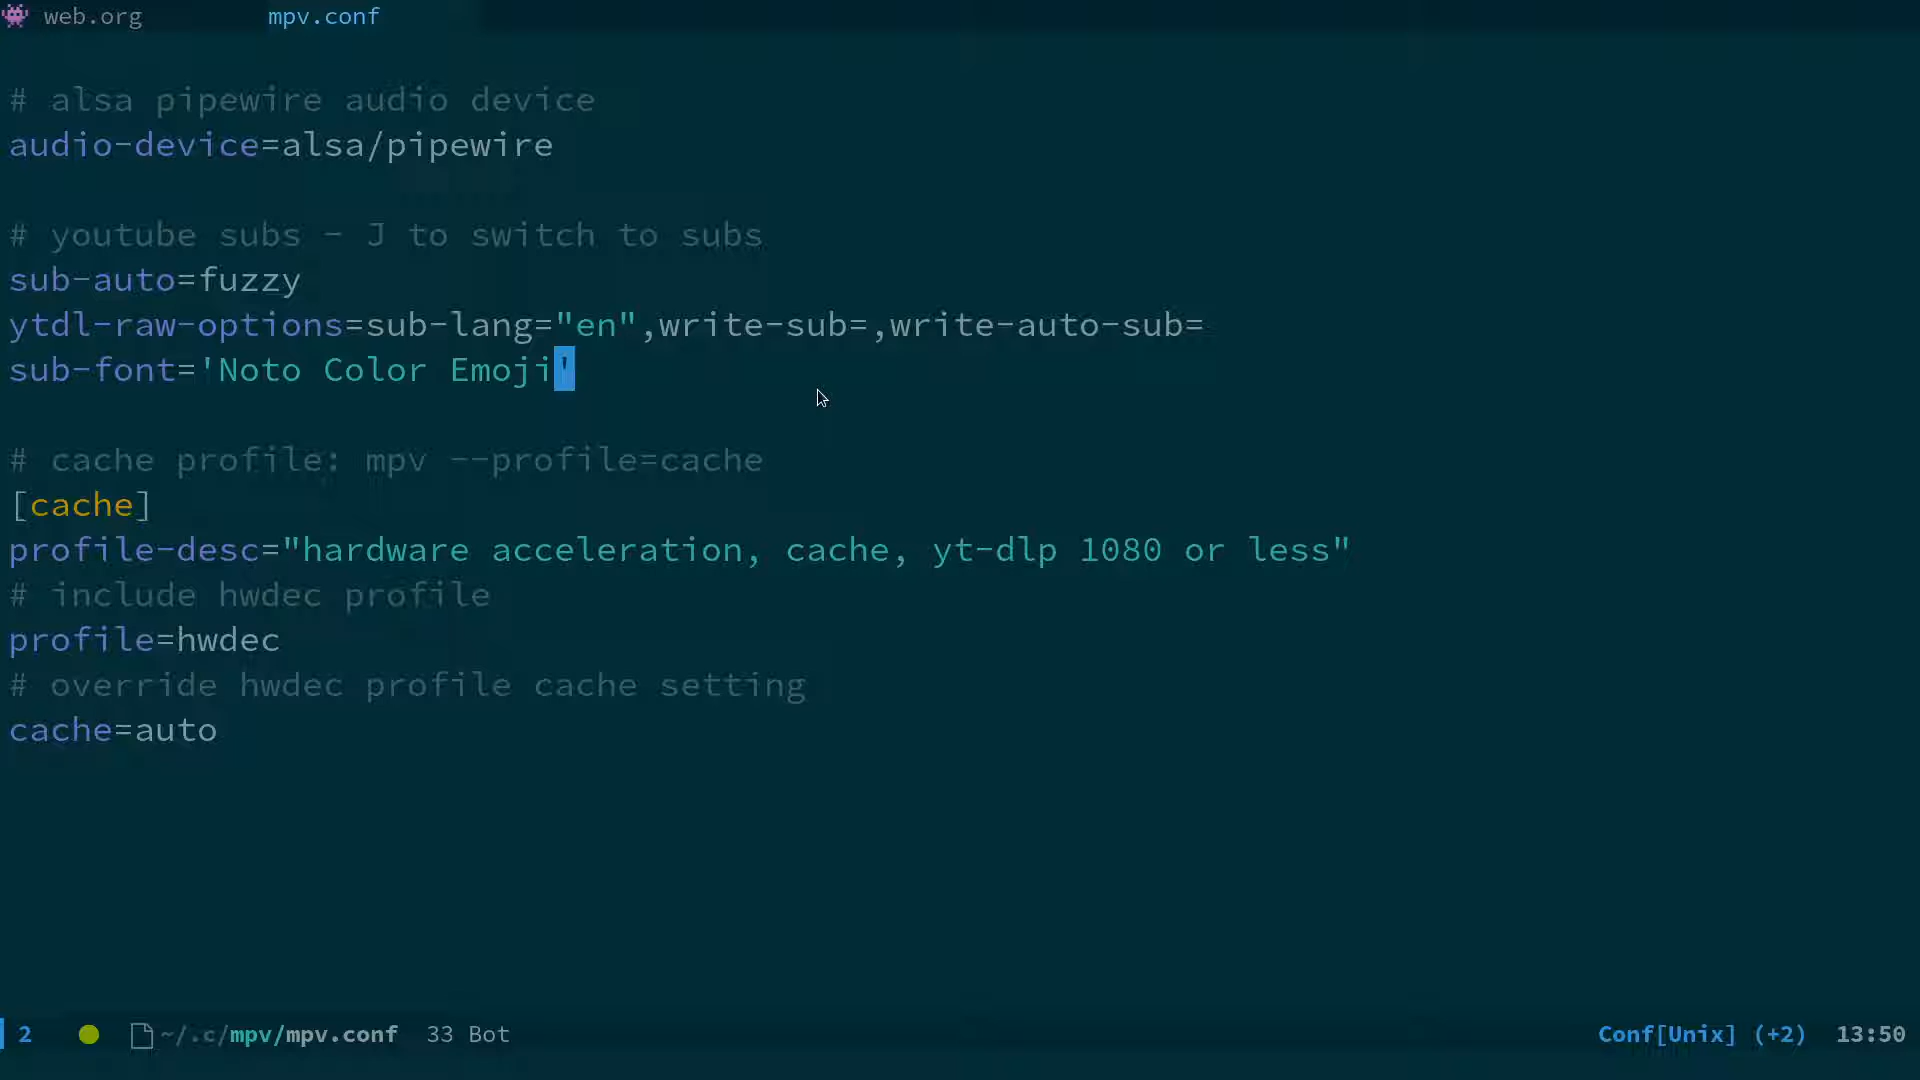 web.org mpv.conf
# alsa pipewire audio device
audio-device=alsa/pipewire
# youtube subs - J to switch to subs
sub-auto=fuzzy
ytdl-raw-options=sub-lang="en",write-sub=,write-auto-sub=
sub-font='Noto Color Emoji'
# cache profile: mpv --profile=cache
[cache]
profile-desc="hardware acceleration, cache, yt-dlp 1080 or less"
# include hwdec profile
profile=hwdec
# override hwdec profile cache setting
cache=auto
2 ~/.c/mpv/mpv.conf 33 Bot Conf[Unix] (+2) 13:50